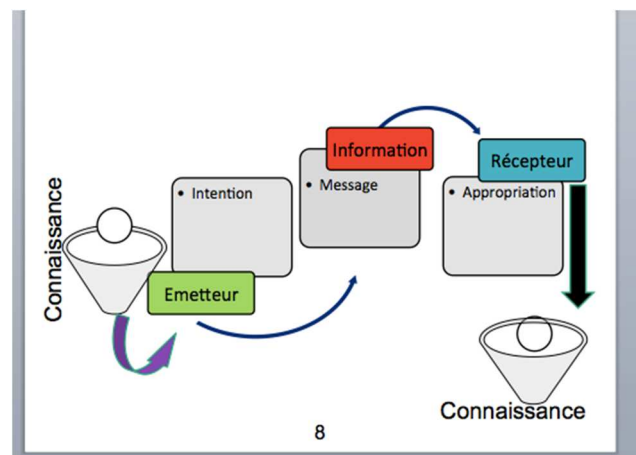 Connaissance
• Intention
Emetteur
Information
• Message
Récepteur
• Appropriation
Connaissance
8